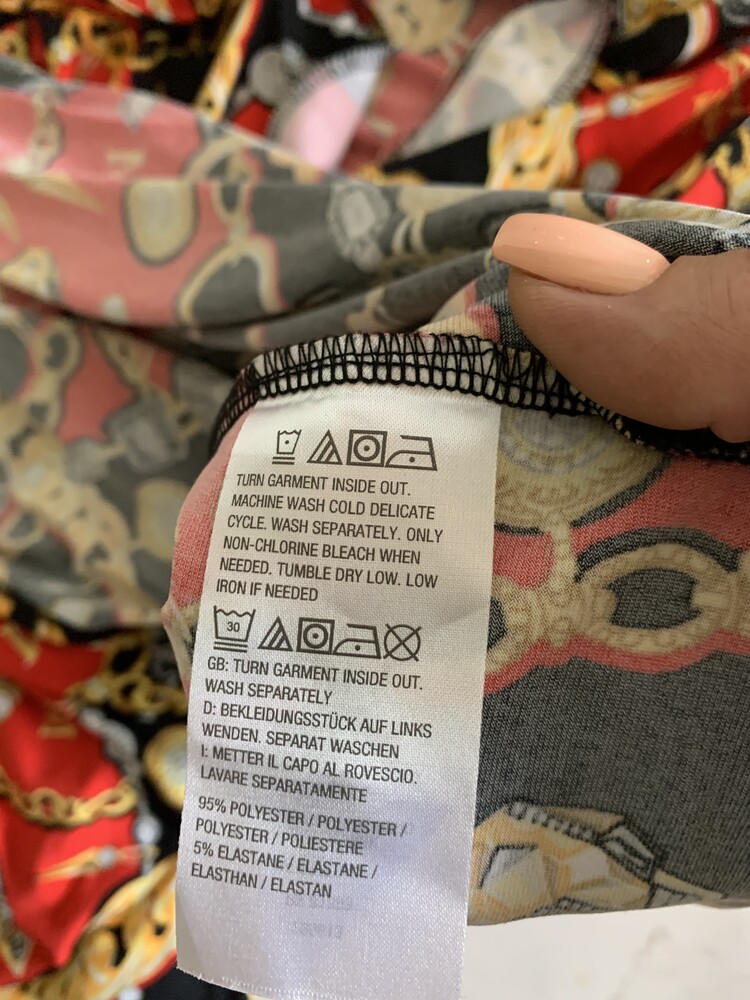 TURN GARMENT INSIDE OUT.
MACHINE WASH COLD DELICATE
CYCLE. WASH SEPARATELY. ONLY
NON-CHLORINE BLEACH WHEN
NEEDED. TUMBLE DRY LOW. LOW
IRON IF NEEDED
30
GB: TURN GARMENT INSIDE OUT.
WASH SEPARATELY
D: BEKLEIDUNGSSTÜCK AUF LINKS
WENDEN. SEPARAT WASCHEN
I: METTER IL CAPO AL ROVESCIO.
LAVARE SEPARATAMENTE
95% POLYESTER / POLYESTER /
POLYESTER / POLIESTERE
5% ELASTANE / ELASTANE /
ELASTHAN / ELASTAN